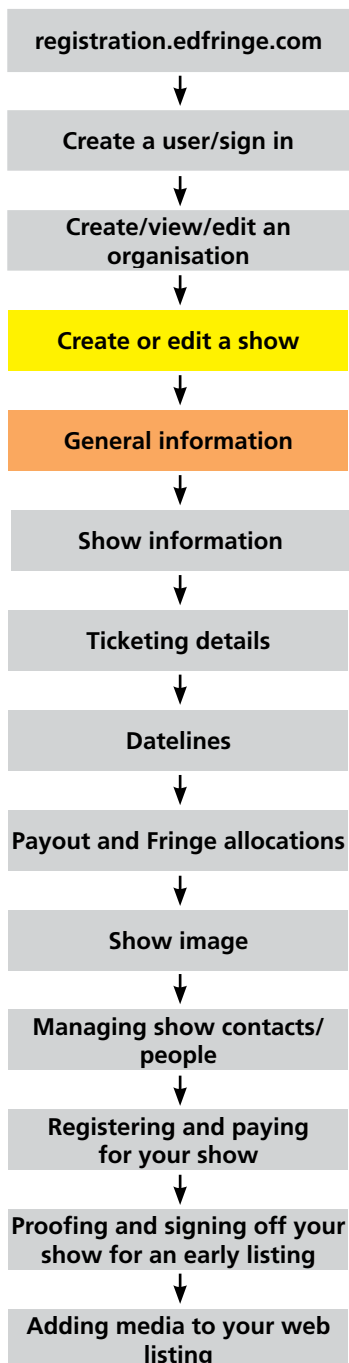 registration.edfringe.com
Create a user/sign in
Create/view/edit an
organisation
Create or edit a show
General information
Show information
Ticketing details
Datelines
Payout and Fringe allocations
Show image
Managing show contacts/
people
Registering and paying
for your show
Proofing and signing off your
show for an early listing
Adding media to your web
listing